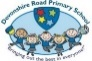 Devonshire Road Primary School
Bringing out the best in everyone